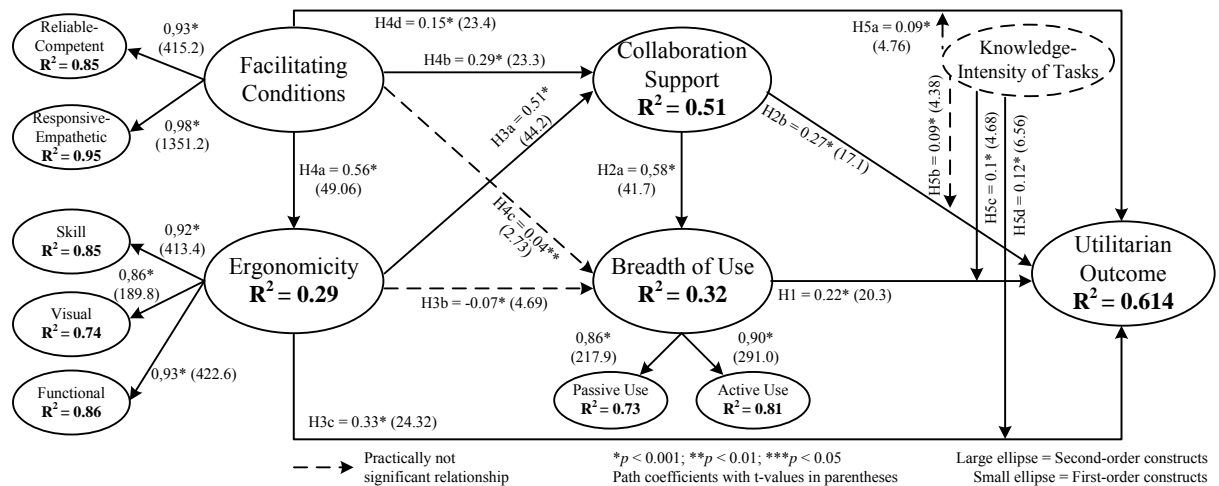 Reliable-
Competent
R² = 0.85
0,93*
(415.2)
Responsive-
Empathetic
R² = 0.95
0,98*
(1351.2)
Facilitating
Conditions
H4d = 0.15* (23.4)
H4b = 0.29* (23.3)
H4a = 0.56*
(49.06)
H4c = 0.04**
(2.73)
H3a = 0.51*
(44.2)
Collaboration
Support
R² = 0.51
H2a = 0,58*
(41.7)
H2b = 0.27* (17.1)
H5a = 0.09*
(4.76)
Knowledge-
Intensity of Tasks
H5b = 0.09* (4.38)
H5c = 0.1* (4.68)
H5d = 0.12* (6.56)
Skill
R² = 0.85
0,92*
(413.4)
Visual
R² = 0.74
0,86*
(189.8)
Functional
R² = 0.86
0,93* (422.6)
Ergonomicity
R² = 0.29
H3b = -0.07* (4.69)
H3c = 0.33* (24.32)
Breadth of Use
R² = 0.32
H1 = 0.22* (20.3)
0,86*
(217.9)
0,90*
(291.0)
Passive Use
R² = 0.73
Active Use
R² = 0.81
Utilitarian
Outcome
R² = 0.614
Practically not
significant relationship
*p < 0.001; **p < 0.01; ***p < 0.05
Path coefficients with t-values in parentheses
Large ellipse = Second-order constructs
Small ellipse = First-order constructs